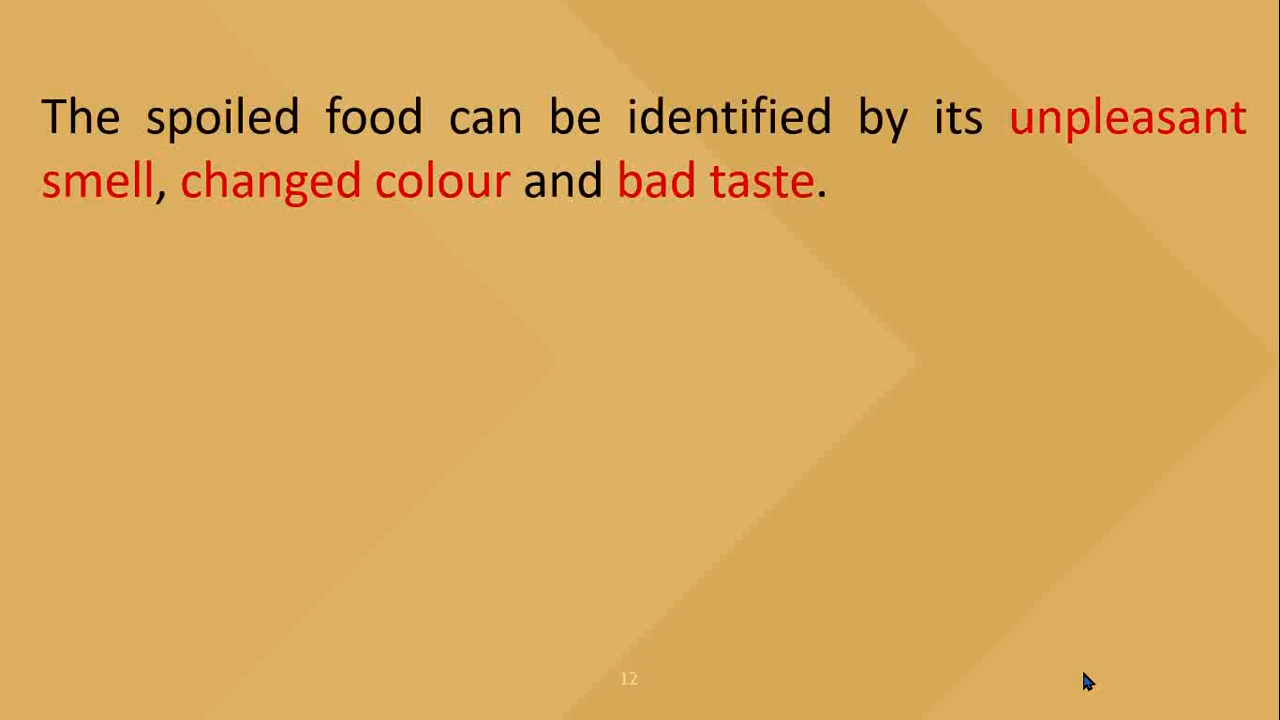 The spoiled food can be identified by its unpleasant
smell, changed colour and bad taste.
12